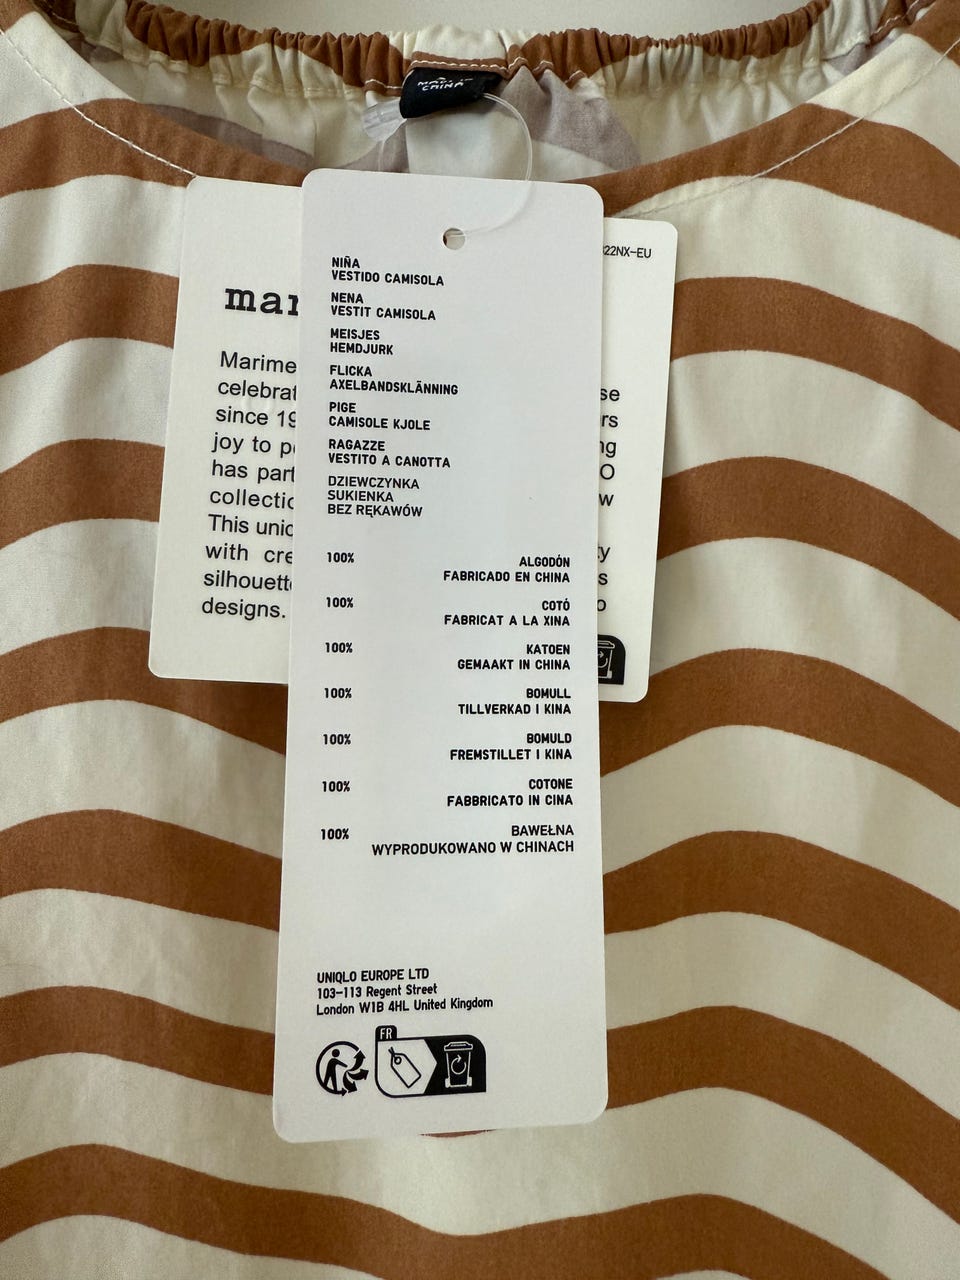 MADE IN
CHINA
22NX-EU
mar
Marime
celebrat
since 19
joy to p
has part
collectio
This uniq
with cre
silhouett
designs.
se
rs
ng
O
w
ty
s
o
NIÑA
VESTIDO CAMISOLA
NENA
VESTIT CAMISOLA
MEISJES
HEMDJURK
FLICKA
AXELBANDSKLÄNNING
PIGE
CAMISOLE KJOLE
RAGAZZE
VESTITO A CANOTTA
DZIEWCZYNKA
SUKIENKA
BEZ RĘKAWÓW
100% ALGODÓN
FABRICADO EN CHINA
100% COTÓ
FABRICAT A LA XINA
100% KATOEN
GEMAAKT IN CHINA
100% BOMULL
TILLVERKAD I KINA
100% BOMULD
FREMSTILLET I KINA
100% COTONE
FABBRICATO IN CINA
100% BAWEŁNA
WYPRODUKOWANO W CHINACH
UNIQLO EUROPE LTD
103-113 Regent Street
London W1B 4HL United Kingdom
FR